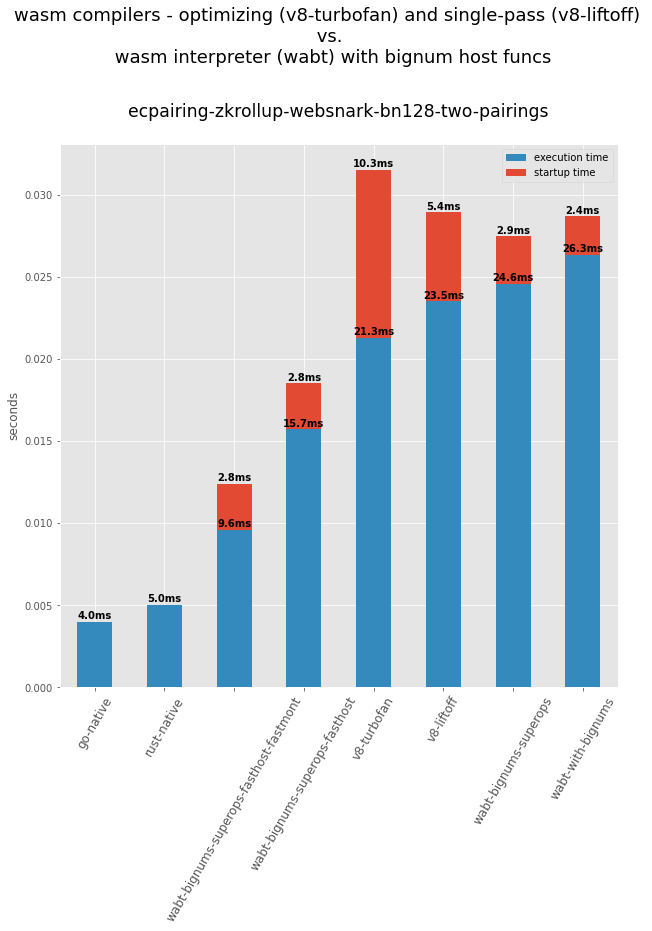 wasm compilers - optimizing (v8-turbofan) and single-pass (v8-liftoff)
vs.
wasm interpreter (wabt) with bignum host funcs
ecpairing-zkrollup-websnark-bn128-two-pairings
execution time
startup time
seconds
0.030
0.025
0.020
0.015
0.010
0.005
0.000
4.0ms
5.0ms
2.8ms
9.6ms
2.8ms
15.7ms
10.3ms
21.3ms
5.4ms
23.5ms
2.9ms
24.6ms
2.4ms
26.3ms
go-native
rust-native
wabt-bignums-superops-fasthost-fastmont
wabt-bignums-superops-fasthost
v8-turbofan
v8-liftoff
wabt-bignums-superops
wabt-with-bignums